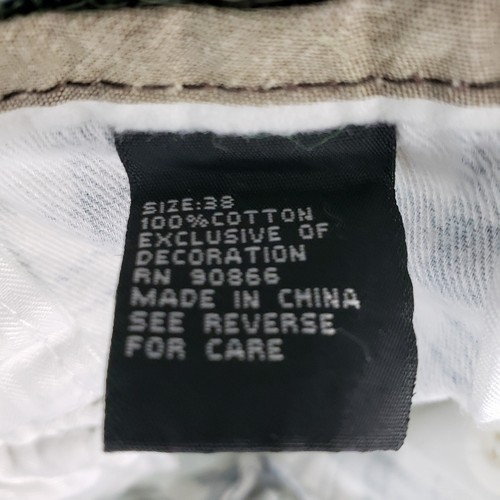 SIZE:38
100%COTTON
EXCLUSIVE OF
DECORATION
RN 90866
MADE IN CHINA
SEE REVERSE
FOR CARE